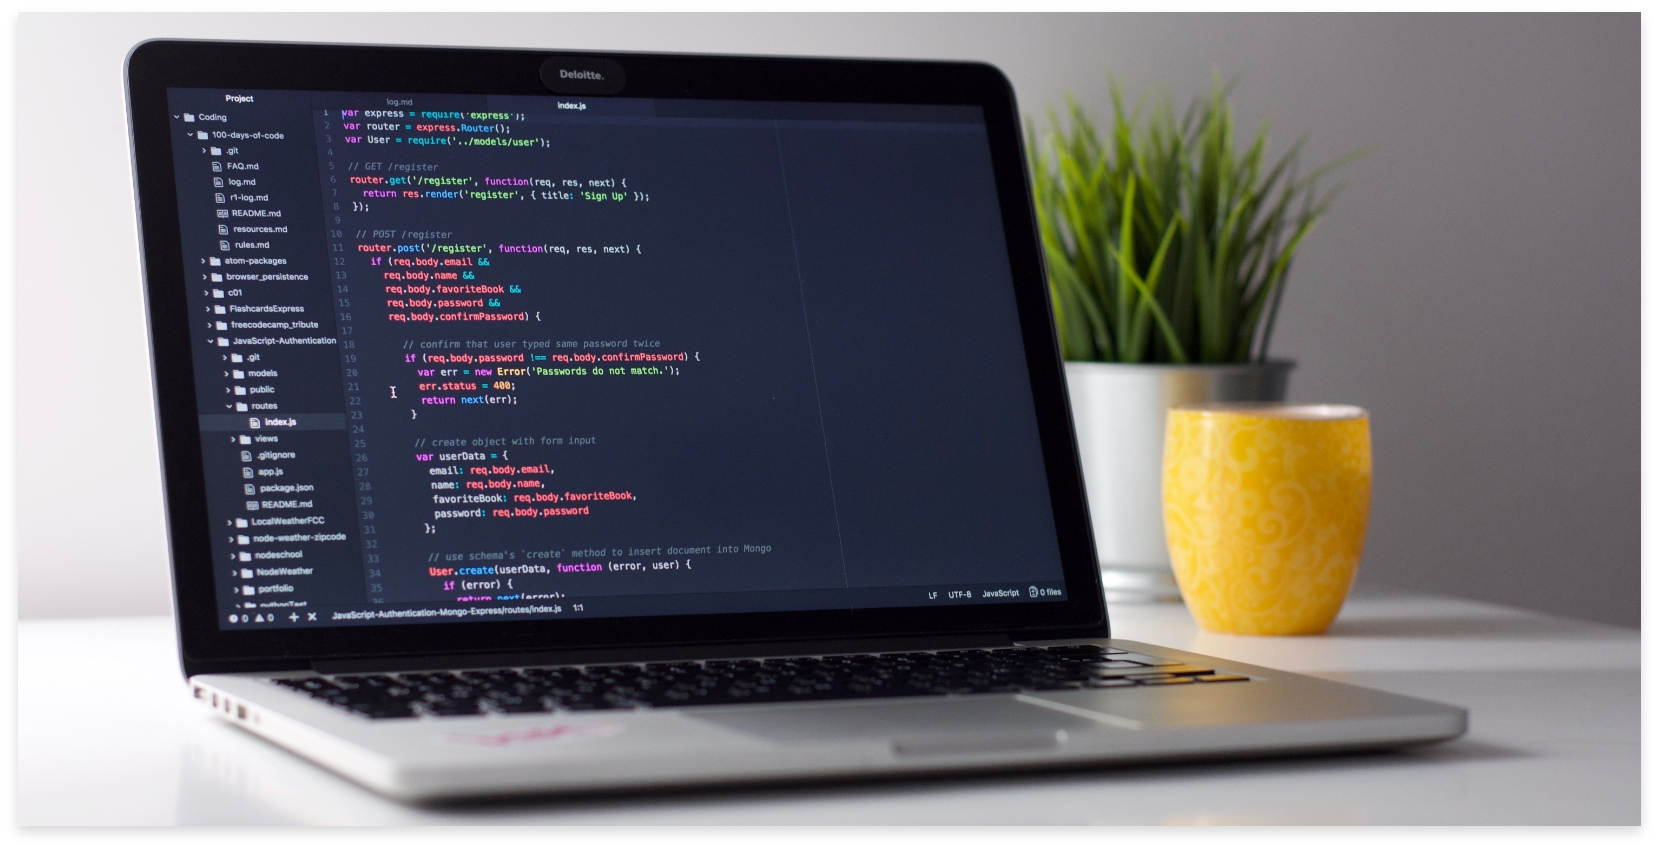 Deloitte.
Project
Coding
100-days-of-code
.git
FAQ.md
log.md
r1-log.md
README.md
resources.md
rules.md
atom-packages
browser_persistence
c01
FlashcardsExpress
freecodecamp_tribute
JavaScript-Authentication
.git
models
public
routes
index.js
views
.gitignore
app.js
package.json
README.md
LocalWeatherFCC
node-weather-zipcode
nodeschool
NodeWeather
portfolio
pythonTest
log.md
index.js
1 var express = require('express');
2 var router = express.Router();
3 var User = require('../models/user');
4
5 // GET /register
6 router.get('/register', function(req, res, next) {
7 return res.render('register', { title: 'Sign Up' });
8 });
9
10 // POST /register
11 router.post('/register', function(req, res, next) {
12 if (req.body.email &&
13 req.body.name &&
14 req.body.favoriteBook &&
15 req.body.password &&
16 req.body.confirmPassword) {
17
18 // confirm that user typed same password twice
19 if (req.body.password !== req.body.confirmPassword) {
20 var err = new Error('Passwords do not match.');
21 err.status = 400;
22 return next(err);
23 }
24
25 // create object with form input
26 var userData = {
27 email: req.body.email,
28 name: req.body.name,
29 favoriteBook: req.body.favoriteBook,
30 password: req.body.password
31 };
32
33 // use schema's `create` method to insert document into Mongo
34 User.create(userData, function (error, user) {
35 if (error) {
36 return next(error);
0 0 JavaScript-Authentication-Mongo-Express/routes/index.js 1:1 LF UTF-8 JavaScript 0 files